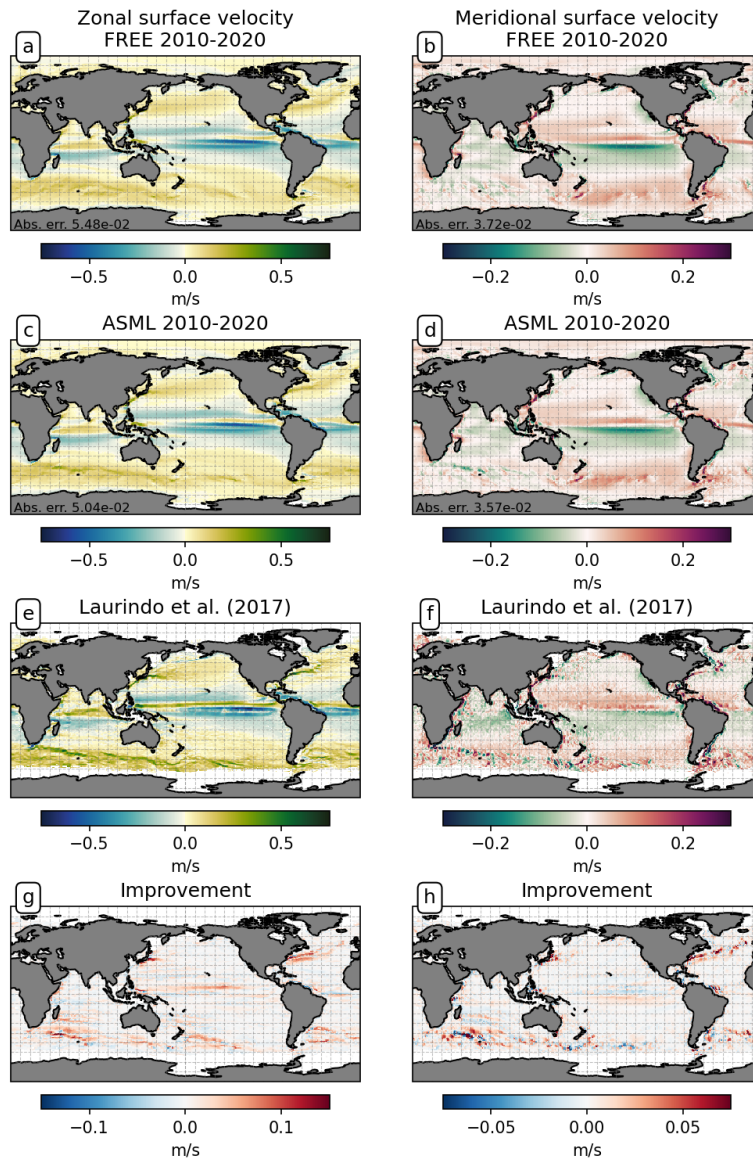 Zonal surface velocity
FREE 2010-2020
a
Abs. err. 5.48e-02
−0.5 0.0 0.5
m/s
Meridional surface velocity
FREE 2010-2020
b
Abs. err. 3.72e-02
−0.2 0.0 0.2
m/s
ASML 2010-2020
c
Abs. err. 5.04e-02
−0.5 0.0 0.5
m/s
ASML 2010-2020
d
Abs. err. 3.57e-02
−0.2 0.0 0.2
m/s
Laurindo et al. (2017)
e
−0.5 0.0 0.5
m/s
Laurindo et al. (2017)
f
−0.2 0.0 0.2
m/s
Improvement
g
−0.1 0.0 0.1
m/s
Improvement
h
−0.05 0.00 0.05
m/s